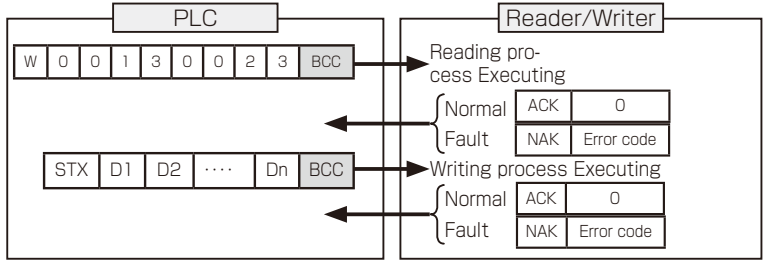 PLC
Reader/Writer
W 0 0 1 3 0 0 2 3 BCC
Reading pro-
cess Executing
Normal ACK 0
Fault NAK Error code
STX D1 D2 ···· Dn BCC
Writing process Executing
Normal ACK 0
Fault NAK Error code